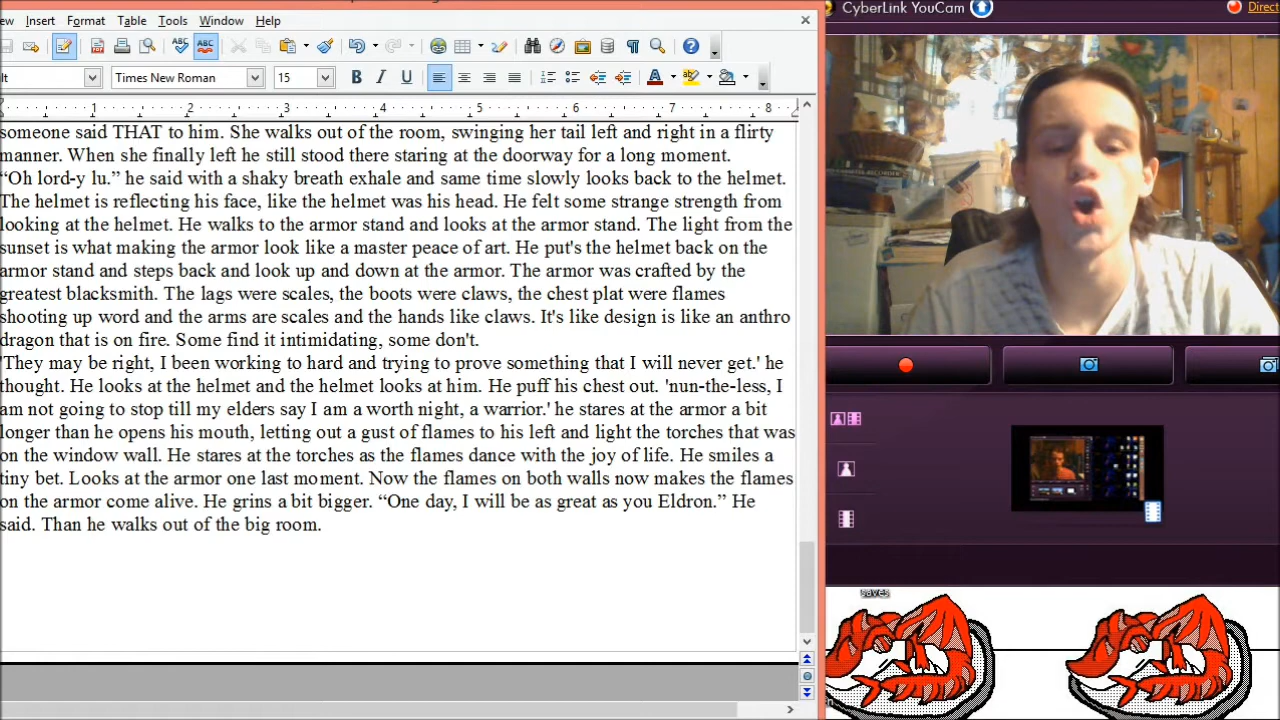 ew Insert Format Table Tools Window Help
CyberLink YouCam
Direct
lt Times New Roman 15
1 2 3 4 5 6 7 8
someone said THAT to him. She walks out of the room, swinging her tail left and right in a flirty
manner. When she finally left he still stood there staring at the doorway for a long moment.
“Oh lord-y lu.” he said with a shaky breath exhale and same time slowly looks back to the helmet.
The helmet is reflecting his face, like the helmet was his head. He felt some strange strength from
looking at the helmet. He walks to the armor stand and looks at the armor stand. The light from the
sunset is what making the armor look like a master peace of art. He put's the helmet back on the
armor stand and steps back and look up and down at the armor. The armor was crafted by the
greatest blacksmith. The lags were scales, the boots were claws, the chest plat were flames
shooting up word and the arms are scales and the hands like claws. It's like design is like an anthro
dragon that is on fire. Some find it intimidating, some don't.
'They may be right, I been working to hard and trying to prove something that I will never get.' he
thought. He looks at the helmet and the helmet looks at him. He puff his chest out. 'nun-the-less, I
am not going to stop till my elders say I am a worth night, a warrior.' he stares at the armor a bit
longer than he opens his mouth, letting out a gust of flames to his left and light the torches that was
on the window wall. He stares at the torches as the flames dance with the joy of life. He smiles a
tiny bet. Looks at the armor one last moment. Now the flames on both walls now makes the flames
on the armor come alive. He grins a bit bigger. “One day, I will be as great as you Eldron.” He
said. Than he walks out of the big room.
saves